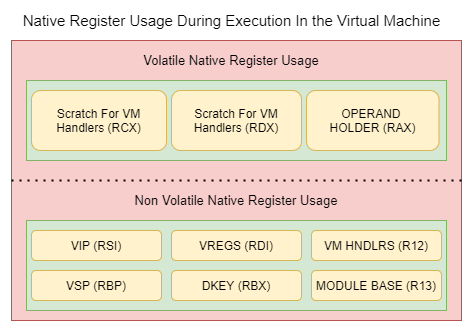 Native Register Usage During Execution In the Virtual Machine
Volatile Native Register Usage
Scratch For VM
Handlers (RCX)
Scratch For VM
Handlers (RDX)
OPERAND
HOLDER (RAX)
Non Volatile Native Register Usage
VIP (RSI)
VREGS (RDI)
VM HNDLRS (R12)
VSP (RBP)
DKEY (RBX)
MODULE BASE (R13)